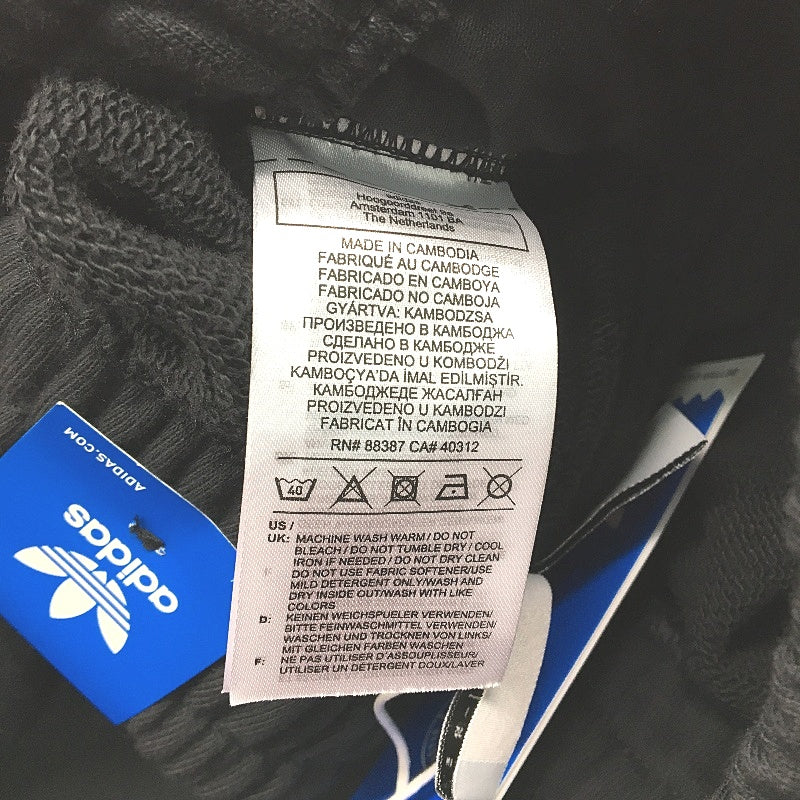 adidas
Hoogoorddreef 9a
Amsterdam 1101 BA
The Netherlands
MADE IN CAMBODIA
FABRIQUÉ AU CAMBODGE
FABRICADO EN CAMBOYA
FABRICADO NO CAMBOJA
GYÁRTVA: KAMBODZSA
ПРОИЗВЕДЕНО В КАМБОДЖА
СДЕЛАНО В КАМБОДЖЕ
PROIZVEDENO U KOMBODŽI
KAMBOÇYA'DA İMAL EDİLMİŞTİR.
КАМБОДЖЕДЕ ЖАСАЛҒАН
PROIZVEDENO U KAMBODZI
FABRICAT ÎN CAMBOGIA
RN# 88387 CA# 40312
40
US /
UK: MACHINE WASH WARM / DO NOT
BLEACH / DO NOT TUMBLE DRY / COOL
IRON IF NEEDED / DO NOT DRY CLEAN
DO NOT USE FABRIC SOFTENER/USE
MILD DETERGENT ONLY/WASH AND
DRY INSIDE OUT/WASH WITH LIKE
COLORS
D: KEINEN WEICHSPUELER VERWENDEN/
BITTE FEINWASCHMITTEL VERWENDEN/
WASCHEN UND TROCKNEN VON LINKS/
MIT GLEICHEN FARBEN WASCHEN
F: NE PAS UTILISER D'ASSOUPLISSEUR/
UTILISER UN DETERGENT DOUX/LAVER
ADIDAS.COM
adidas